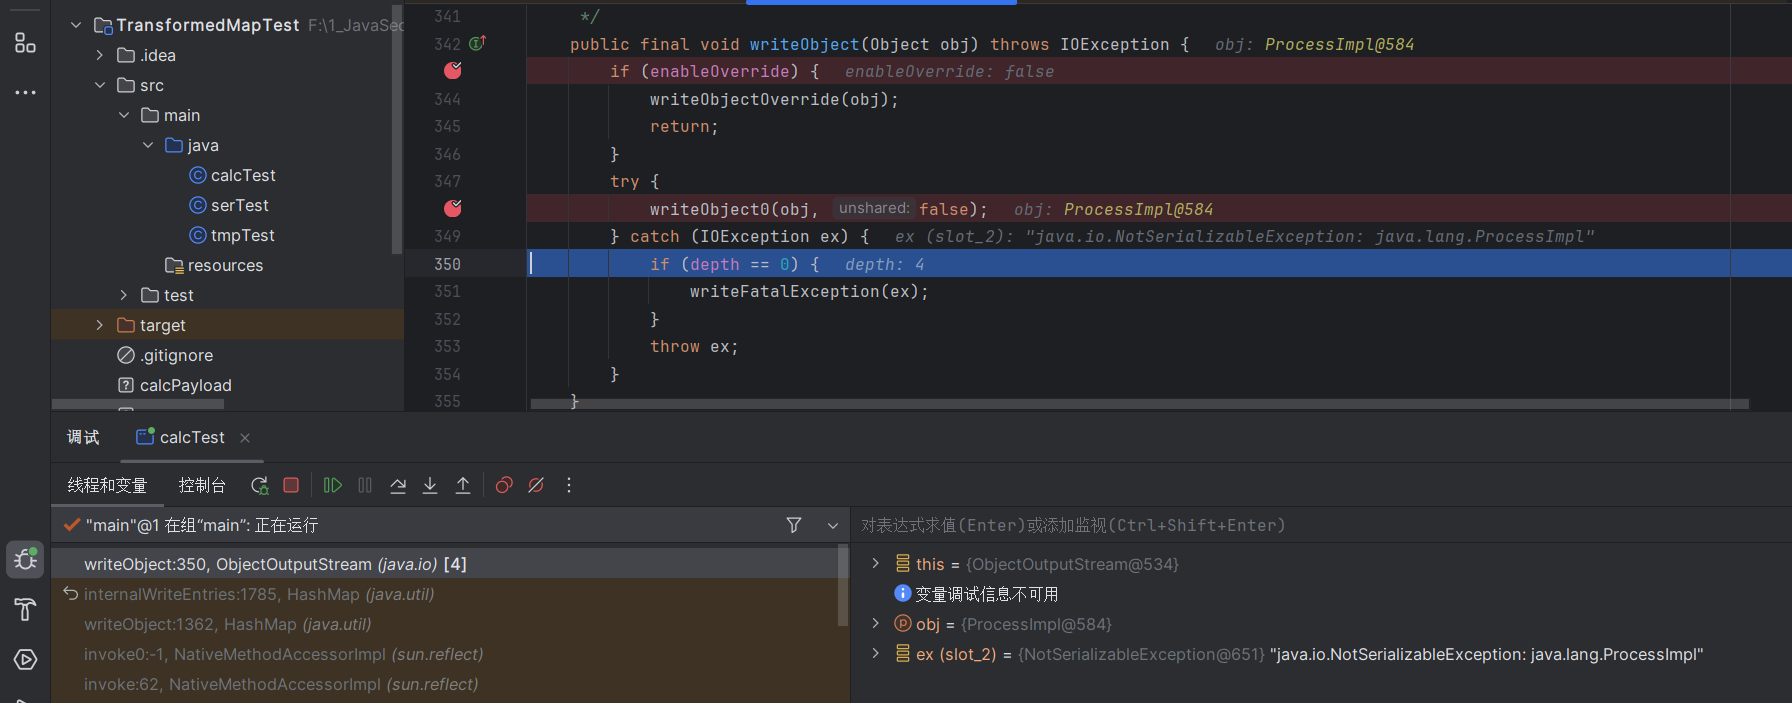 TransformedMapTest F:\1_JavaSec
.idea
src
main
java
calcTest
serTest
tmpTest
resources
test
target
.gitignore
calcPayload
341 */
342 public final void writeObject(Object obj) throws IOException { obj: ProcessImpl@584
if (enableOverride) { enableOverride: false
344 writeObjectOverride(obj);
345 return;
346 }
347 try {
writeObject0(obj, unshared: false); obj: ProcessImpl@584
349 } catch (IOException ex) { ex (slot_2): "java.io.NotSerializableException: java.lang.ProcessImpl"
350 if (depth == 0) { depth: 4
351 writeFatalException(ex);
352 }
353 throw ex;
354 }
355 }
调试 calcTest
线程和变量 控制台
"main"@1 在组“main”: 正在运行
writeObject:350, ObjectOutputStream (java.io) [4]
internalWriteEntries:1785, HashMap (java.util)
writeObject:1362, HashMap (java.util)
invoke0:-1, NativeMethodAccessorImpl (sun.reflect)
invoke:62, NativeMethodAccessorImpl (sun.reflect)
对表达式求值(Enter)或添加监视(Ctrl+Shift+Enter)
this = {ObjectOutputStream@534}
变量调试信息不可用
obj = {ProcessImpl@584}
ex (slot_2) = {NotSerializableException@651} "java.io.NotSerializableException: java.lang.ProcessImpl"